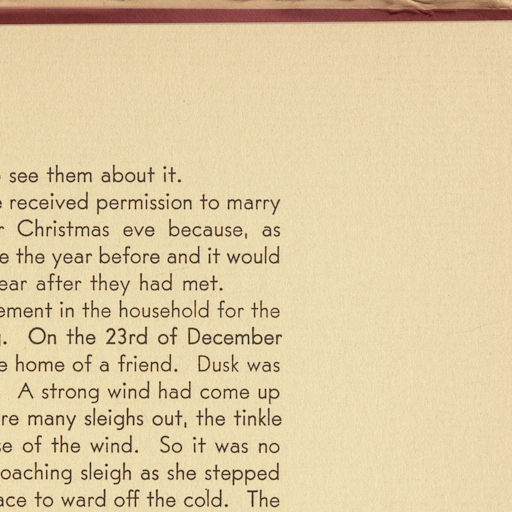 see them about it.
received permission to marry
Christmas eve because, as
the year before and it would
ear after they had met.
ement in the household for the
. On the 23rd of December
home of a friend. Dusk was
A strong wind had come up
re many sleighs out, the tinkle
se of the wind. So it was no
oaching sleigh as she stepped
ace to ward off the cold. The